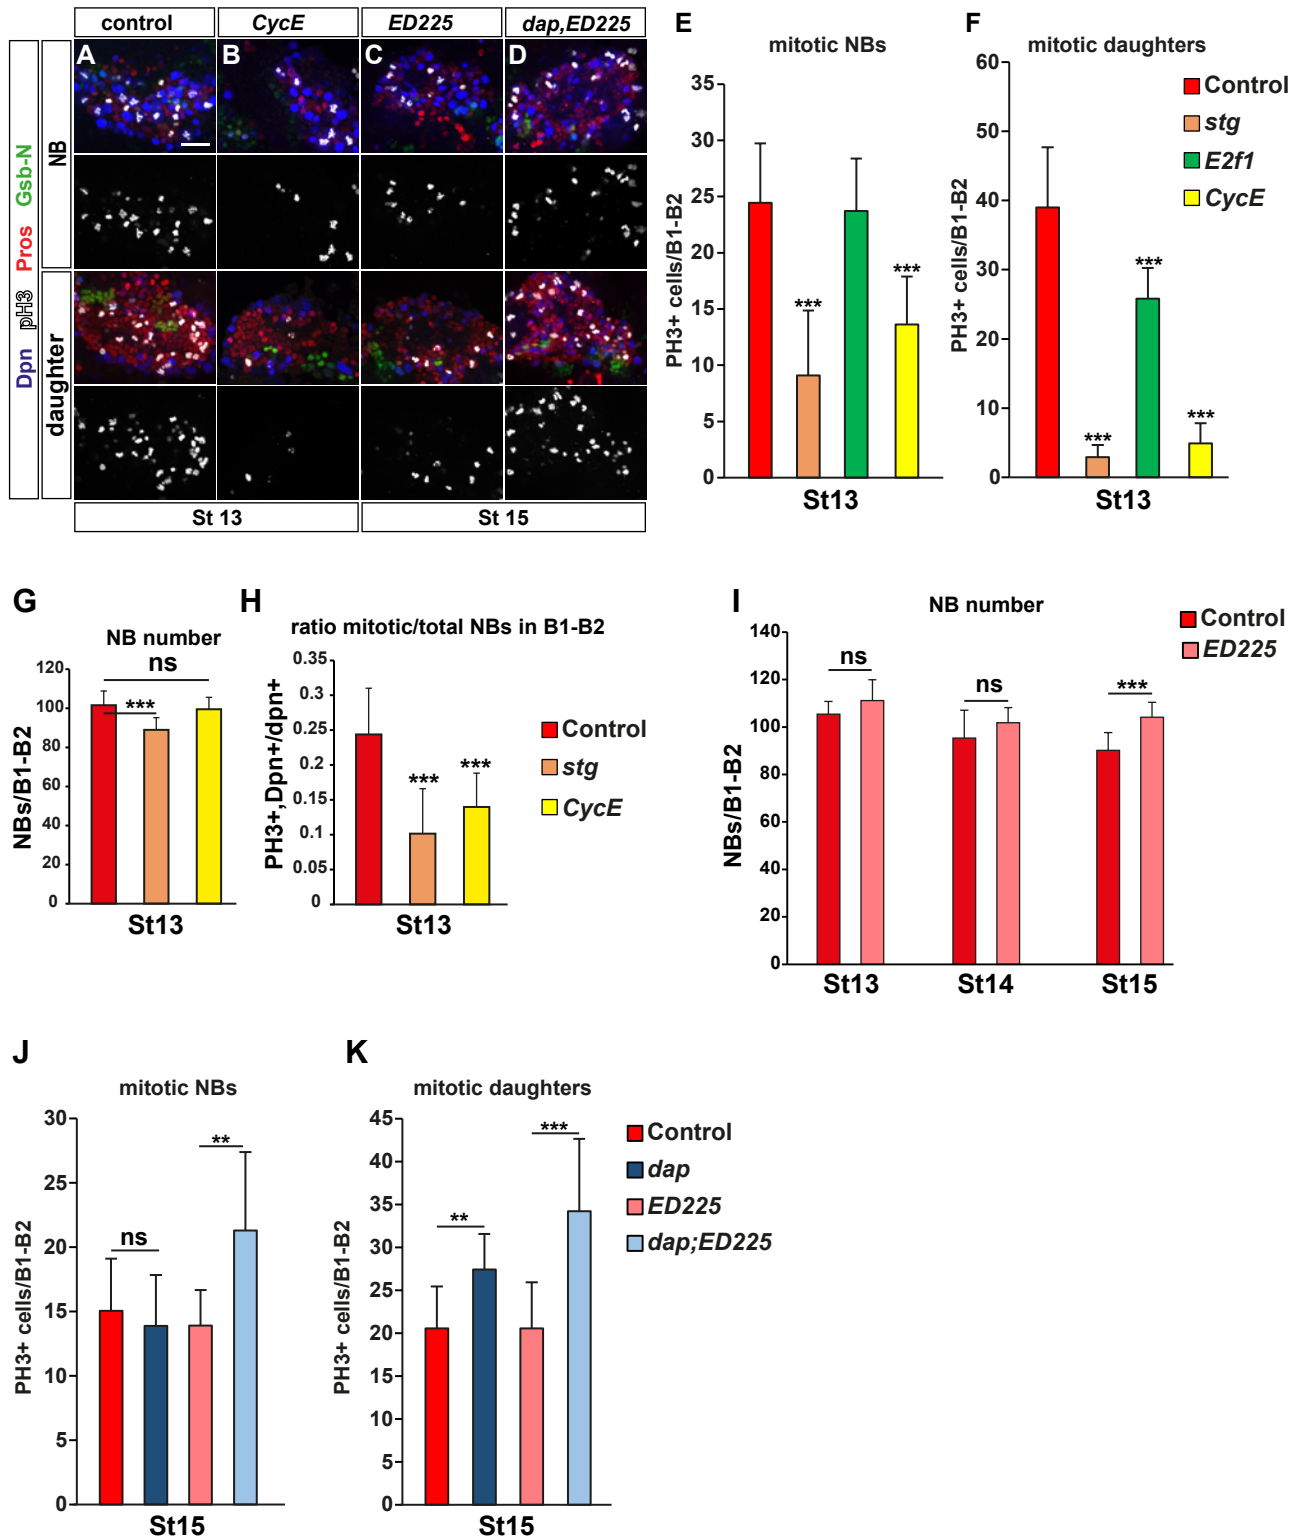 control CycE ED225 dap,ED225
Dpn pH3 Pros Gsb-N
NB
daughter
A B C D
St 13 St 15
E
mitotic NBs
PH3+ cells/B1-B2
35
30
25
20
15
10
5
0
***
***
St13
F
mitotic daughters
PH3+ cells/B1-B2
60
50
40
30
20
10
0
***
***
***
St13
Control
stg
E2f1
CycE
G
NB number
ns
***
NBs/B1-B2
120
100
80
60
40
20
0
St13
H
ratio mitotic/total NBs in B1-B2
PH3+,Dpn+/dpn+
0.35
0.3
0.25
0.2
0.15
0.1
0.05
0
***
***
St13
Control
stg
CycE
I
NB number
NBs/B1-B2
140
120
100
80
60
40
20
0
ns
ns
***
St13 St14 St15
Control
ED225
J
mitotic NBs
PH3+ cells/B1-B2
30
25
20
15
10
5
0
ns
**
St15
K
mitotic daughters
PH3+ cells/B1-B2
45
40
35
30
25
20
15
10
5
0
**
***
St15
Control
dap
ED225
dap;ED225